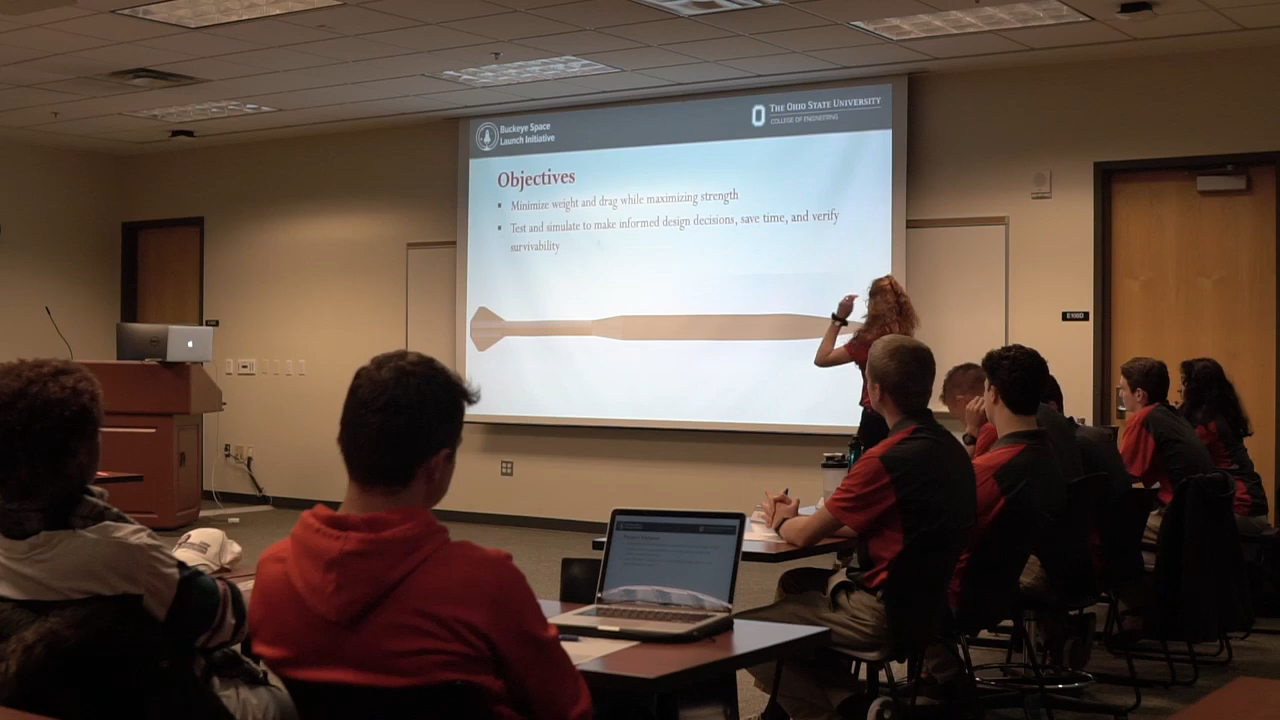 Buckeye Space
Launch Initiative
THE OHIO STATE UNIVERSITY
COLLEGE OF ENGINEERING
Objectives
Minimize weight and drag while maximizing strength
Test and simulate to make informed design decisions, save time, and verify
survivability